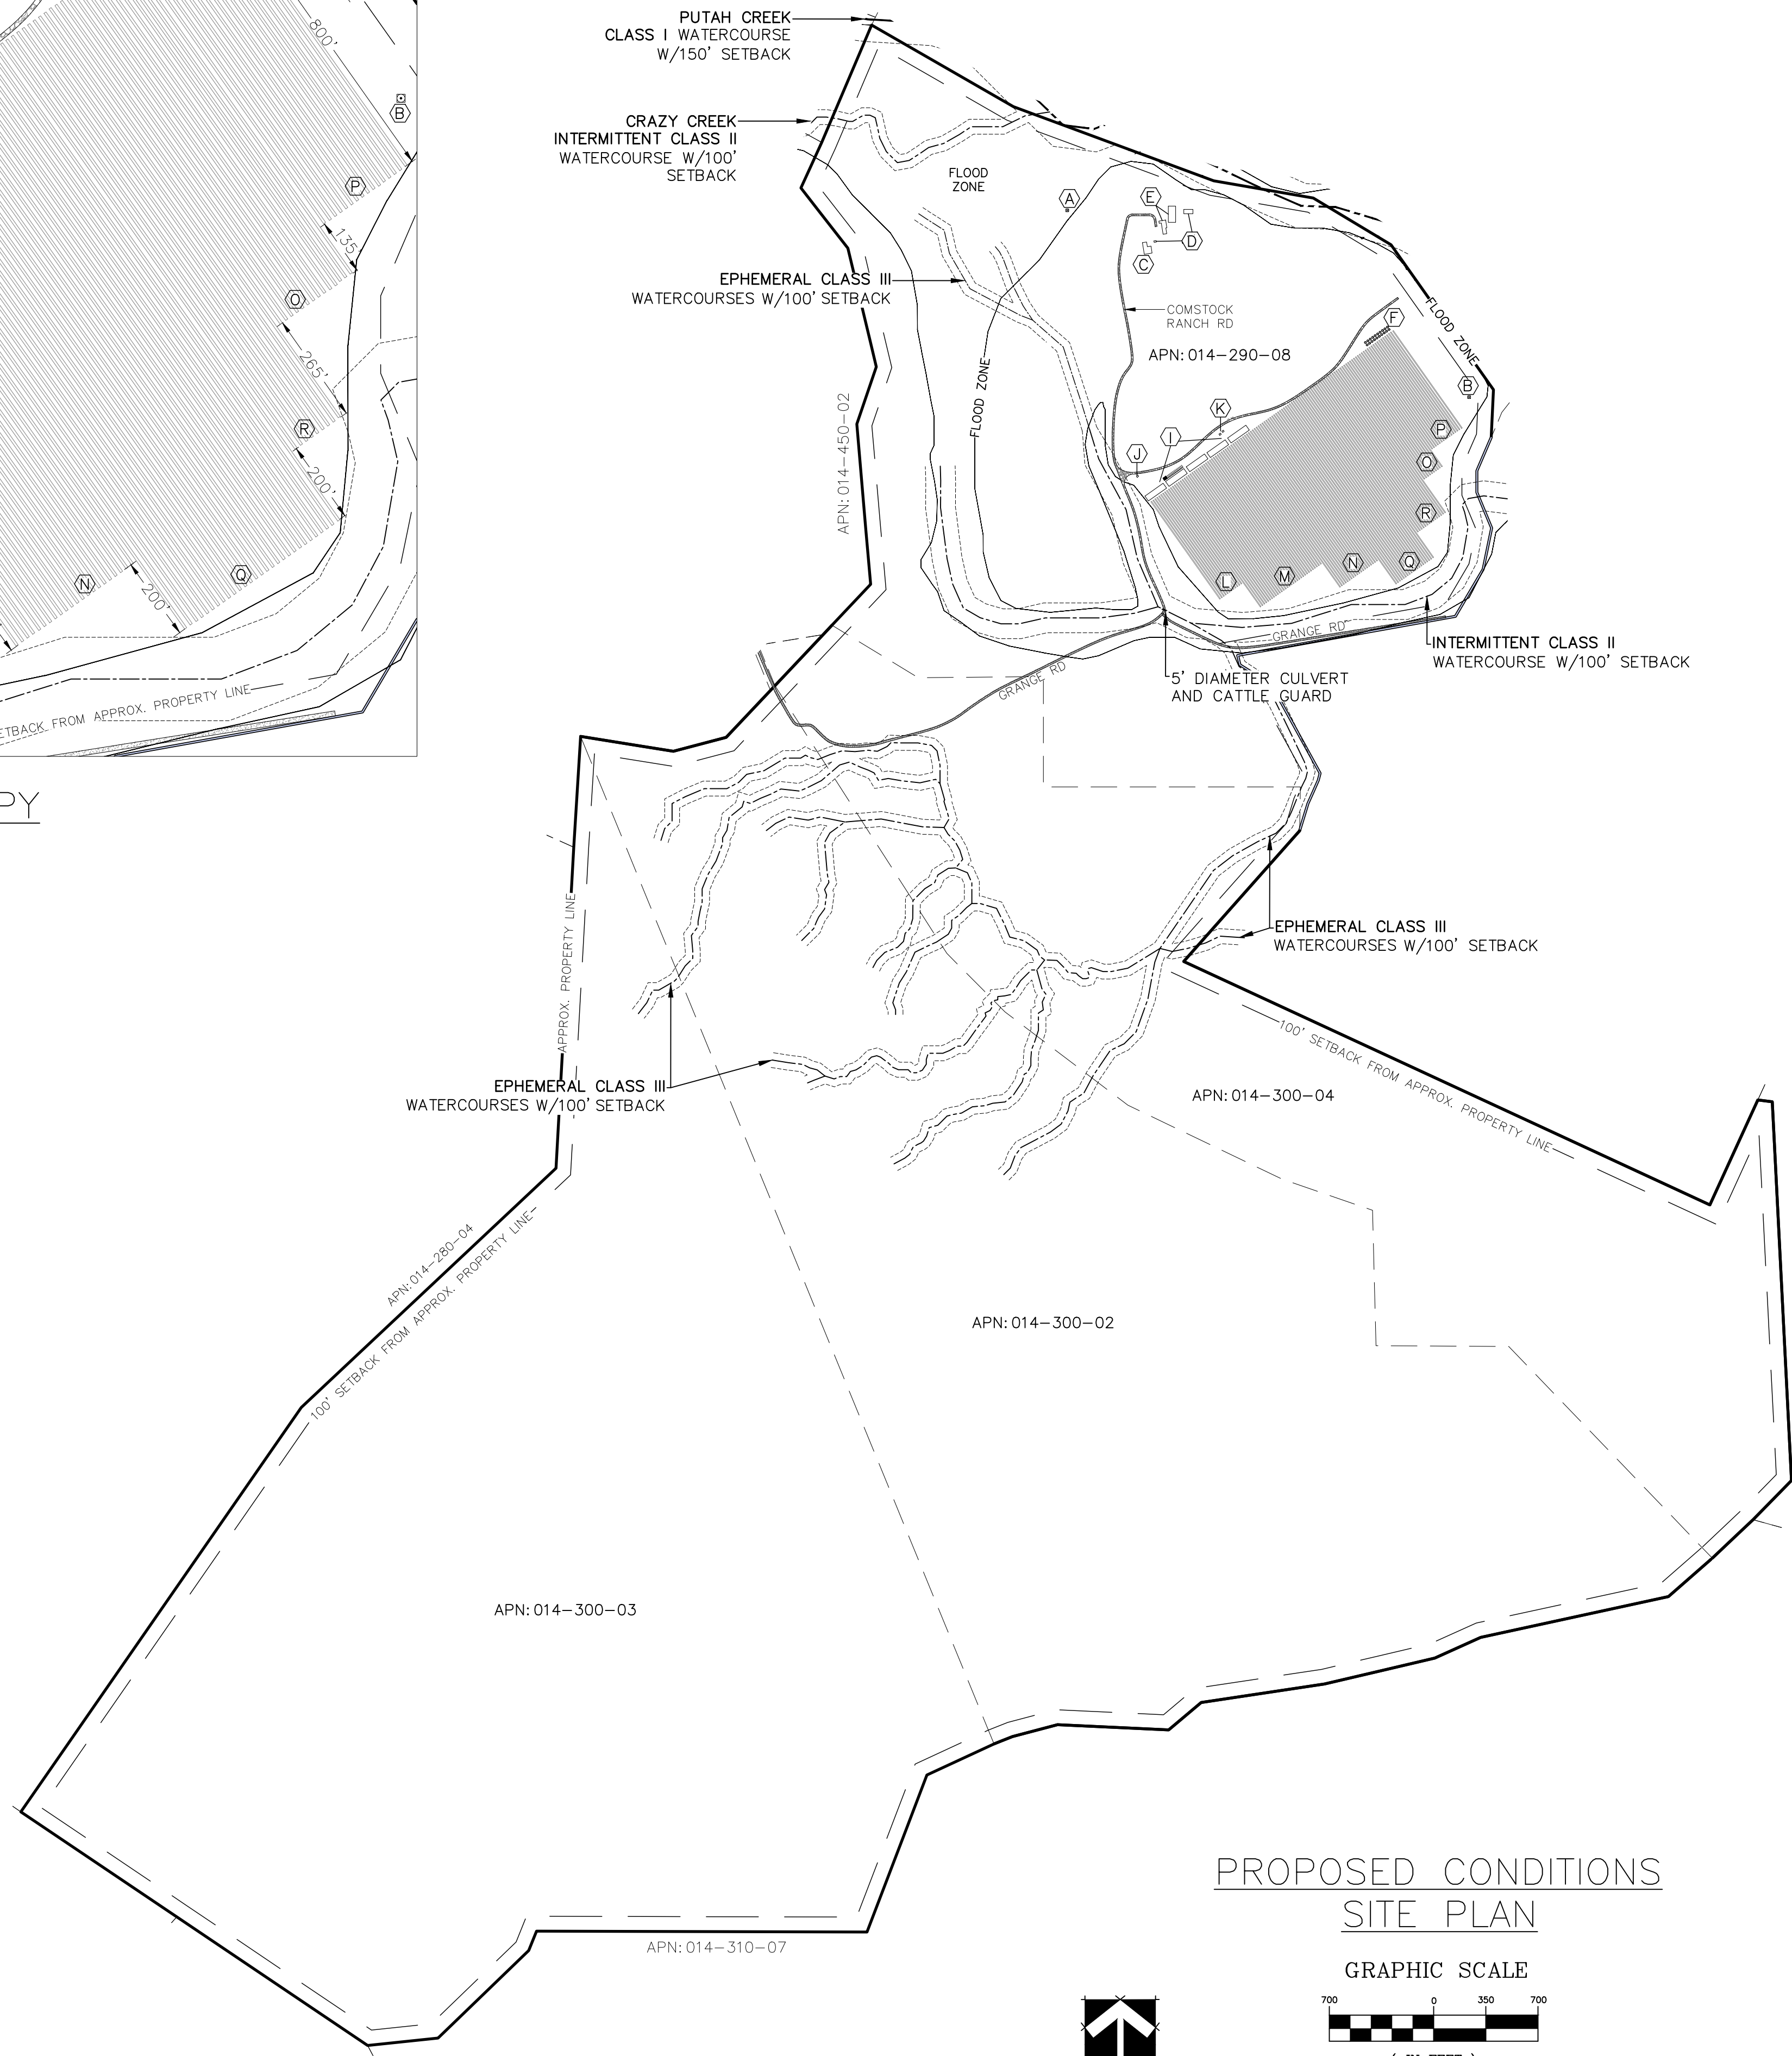 800'
B
P
135'
O
265'
R
200'
N
200'
Q
ETBACK FROM APPROX. PROPERTY LINE
PY
PUTAH CREEK
CLASS I WATERCOURSE
W/150' SETBACK
CRAZY CREEK
INTERMITTENT CLASS II
WATERCOURSE W/100'
SETBACK
FLOOD
ZONE
A
E
D
C
EPHEMERAL CLASS III
WATERCOURSES W/100' SETBACK
COMSTOCK
RANCH RD
APN: 014-290-08
F
FLOOD ZONE
B
FLOOD ZONE
APN: 014-450-02
K
I
J
P
O
R
L
M
N
Q
GRANGE RD
INTERMITTENT CLASS II
WATERCOURSE W/100' SETBACK
5' DIAMETER CULVERT
AND CATTLE GUARD
GRANGE RD
APPROX. PROPERTY LINE
EPHEMERAL CLASS III
WATERCOURSES W/100' SETBACK
100' SETBACK FROM APPROX. PROPERTY LINE
EPHEMERAL CLASS III
WATERCOURSES W/100' SETBACK
APN: 014-300-04
APN: 014-280-04
100' SETBACK FROM APPROX. PROPERTY LINE
APN: 014-300-02
APN: 014-300-03
APN: 014-310-07
PROPOSED CONDITIONS
SITE PLAN
GRAPHIC SCALE
700 0 350 700
( IN FEET )